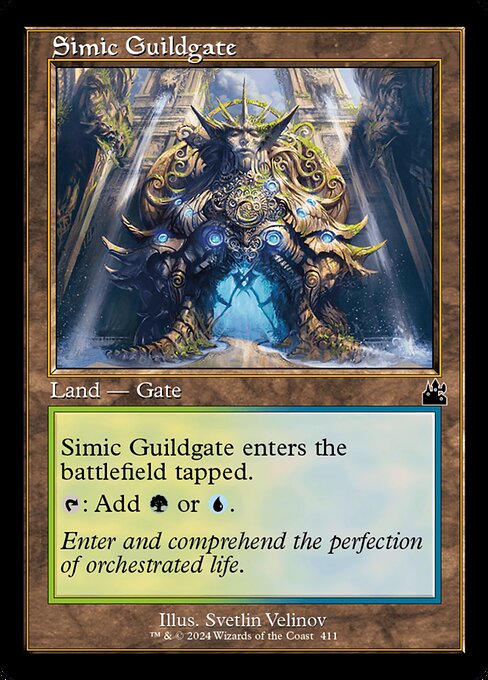 Simic Guildgate
Land — Gate
Simic Guildgate enters the
battlefield tapped.
: Add or .
Enter and comprehend the perfection
of orchestrated life.
Illus. Svetlin Velinov
™ & © 2024 Wizards of the Coast 411